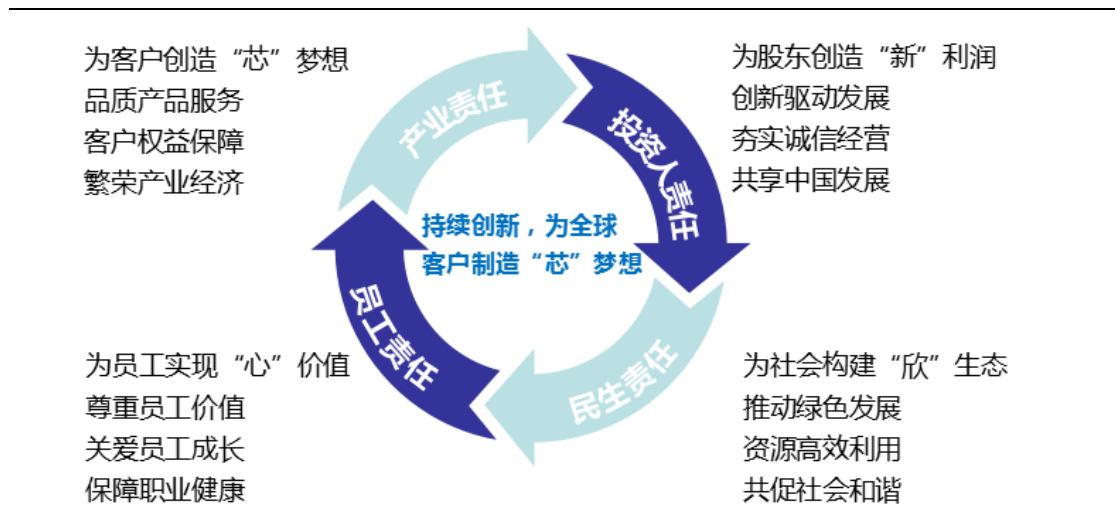 为客户创造“芯”梦想
品质产品服务
客户权益保障
繁荣产业经济
产业责任
为股东创造“新”利润
创新驱动发展
夯实诚信经营
共享中国发展
投资人责任
持续创新，为全球
客户制造“芯”梦想
员工责任
为员工实现“心”价值
尊重员工价值
关爱员工成长
保障职业健康
民生责任
为社会构建“欣”生态
推动绿色发展
资源高效利用
共促社会和谐